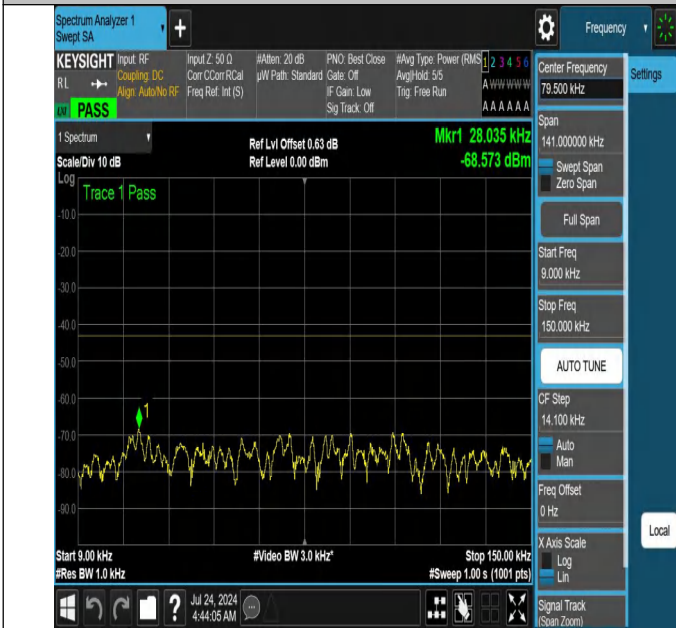 Spectrum Analyzer 1
Swept SA
+
Frequency
KEYSIGHT
RL
PASS
Input: RF
Coupling: DC
Align: Auto/No RF
Input Z: 50 Ω
Corr CCorr RCal
Freq Ref: Int (S)
#Atten: 20 dB
µW Path: Standard
PNO: Best Close
Gate: Off
IF Gain: Low
Sig Track: Off
#Avg Type: Power (RMS
Avg|Hold: 5/5
Trig: Free Run
1 2 3 4 5 6
A W W W W W
A A A A A A
1 Spectrum
Scale/Div 10 dB
Log
Ref Lvl Offset 0.63 dB
Ref Level 0.00 dBm
Mkr1 28.035 kHz
-68.573 dBm
Trace 1 Pass
-10.0
-20.0
-30.0
-40.0
-50.0
-60.0
1
-70.0
-80.0
-90.0
Start 9.00 kHz
#Res BW 1.0 kHz
#Video BW 3.0 kHz*
Stop 150.00 kHz
#Sweep 1.00 s (1001 pts)
?
Jul 24, 2024
4:44:05 AM
Center Frequency
79.500 kHz
Settings
Span
141.000000 kHz
Swept Span
Zero Span
Full Span
Start Freq
9.000 kHz
Stop Freq
150.000 kHz
AUTO TUNE
CF Step
14.100 kHz
Auto
Man
Freq Offset
0 Hz
X Axis Scale
Log
Lin
Local
Signal Track
(Span Zoom)